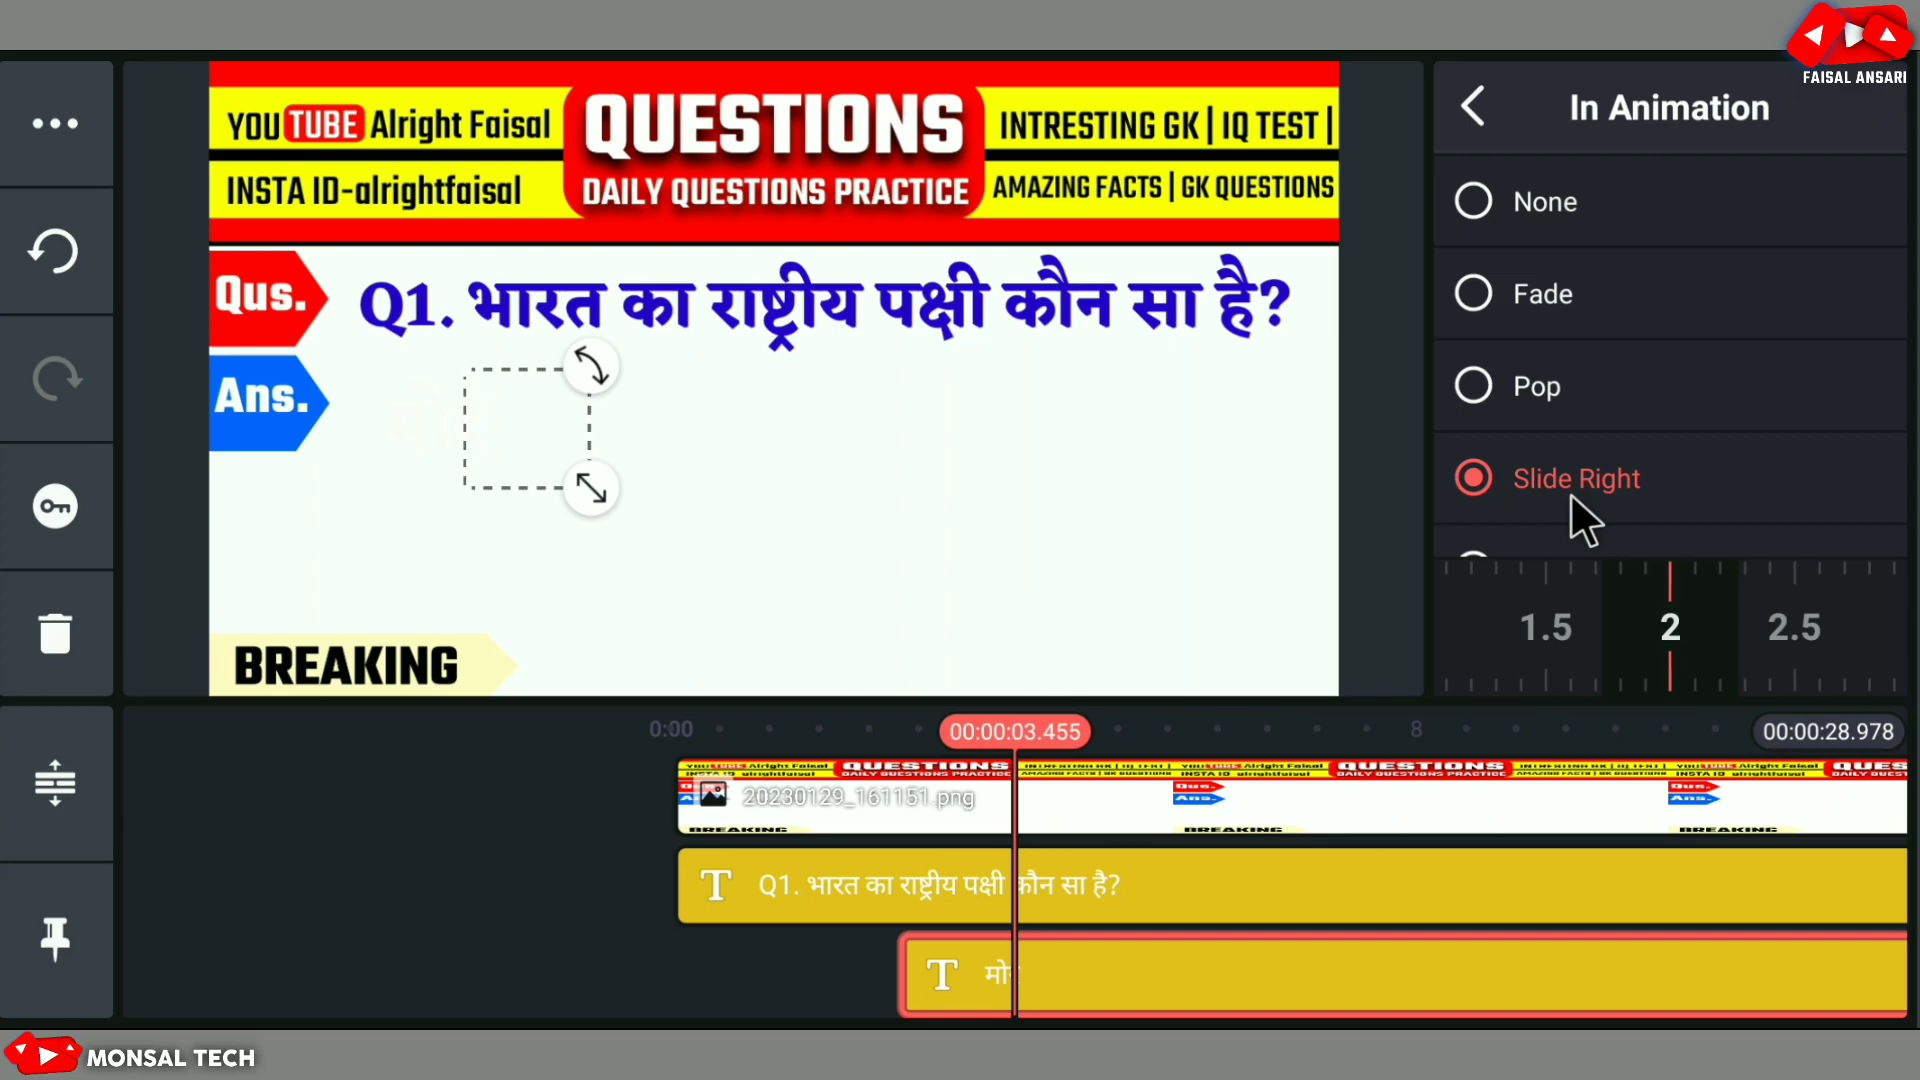 FAISAL ANSARI
YOU TUBE Alright Faisal
QUESTIONS
INTRESTING GK | IQ TEST |
INSTA ID-alrightfaisal
DAILY QUESTIONS PRACTICE
AMAZING FACTS | GK QUESTIONS
Qus.
Q1. भारत का राष्ट्रीय पक्षी कौन सा है?
Ans.
BREAKING
In Animation
None
Fade
Pop
Slide Right
1.5 2 2.5
0:00
00:00:03.455
8
00:00:28.978
20230129_161151.png
Q1. भारत का राष्ट्रीय पक्षी कौन सा है?
MONSAL TECH